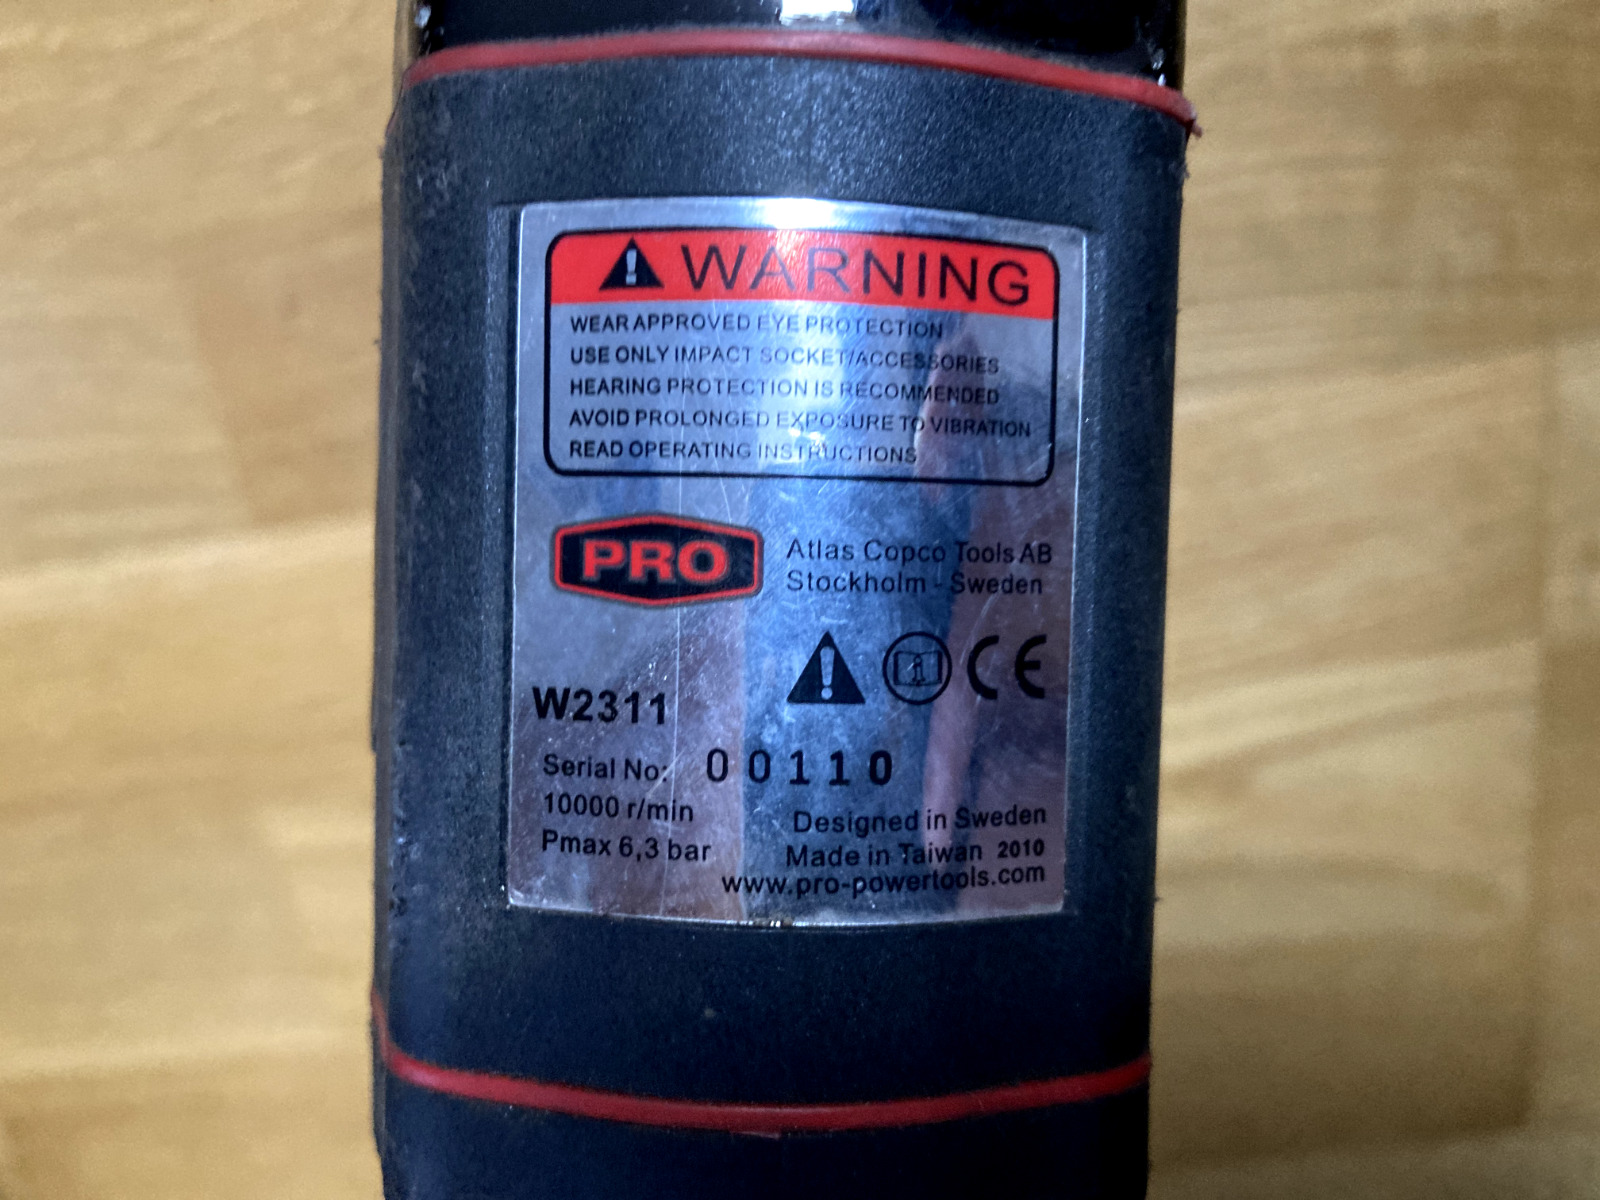 WARNING
WEAR APPROVED EYE PROTECTION
USE ONLY IMPACT SOCKET/ACCESSORIES
HEARING PROTECTION IS RECOMMENDED
AVOID PROLONGED EXPOSURE TO VIBRATION
READ OPERATING INSTRUCTIONS
PRO
Atlas Copco Tools AB
Stockholm - Sweden
CE
W2311
Serial No: 00110
10000 r/min
Pmax 6,3 bar
Designed in Sweden
Made in Taiwan 2010
www.pro-powertools.com